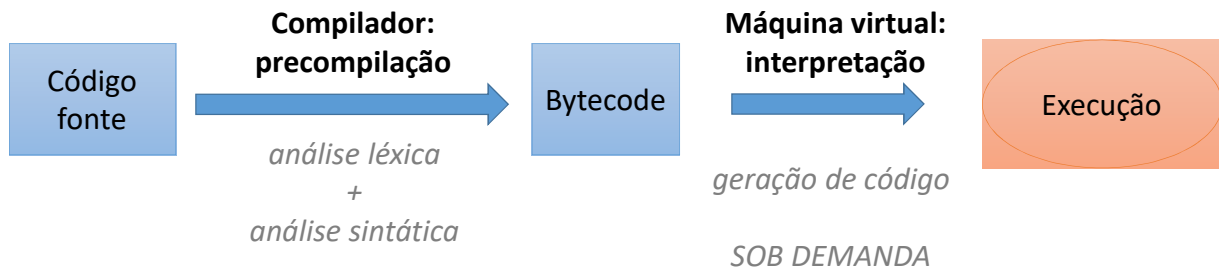 Código
fonte
Compilador:
precompilação
análise léxica
+
análise sintática
Bytecode
Máquina virtual:
interpretação
geração de código
SOB DEMANDA
Execução